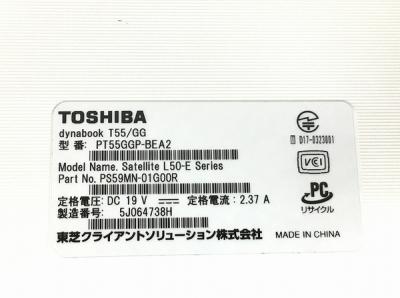 TOSHIBA
dynabook T55/GG
型 番: PT55GGP-BEA2
Model Name. Satellite L50-E Series
Part No. PS59MN-01G00R
定格電圧: DC 19 V 定格電流: 2.37 A
製造番号: 5J064738H
東芝クライアントソリューション株式会社
D17-0323001
VCI
PC
リサイクル
MADE IN CHINA